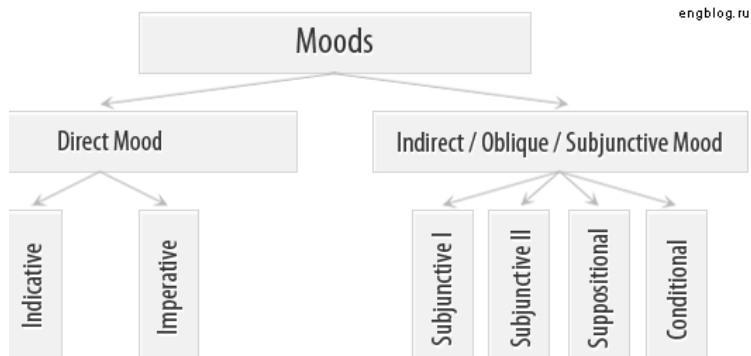 engblog.ru
Moods
Direct Mood
Indirect / Oblique / Subjunctive Mood
Indicative
Imperative
Subjunctive I
Subjunctive II
Suppositional
Conditional